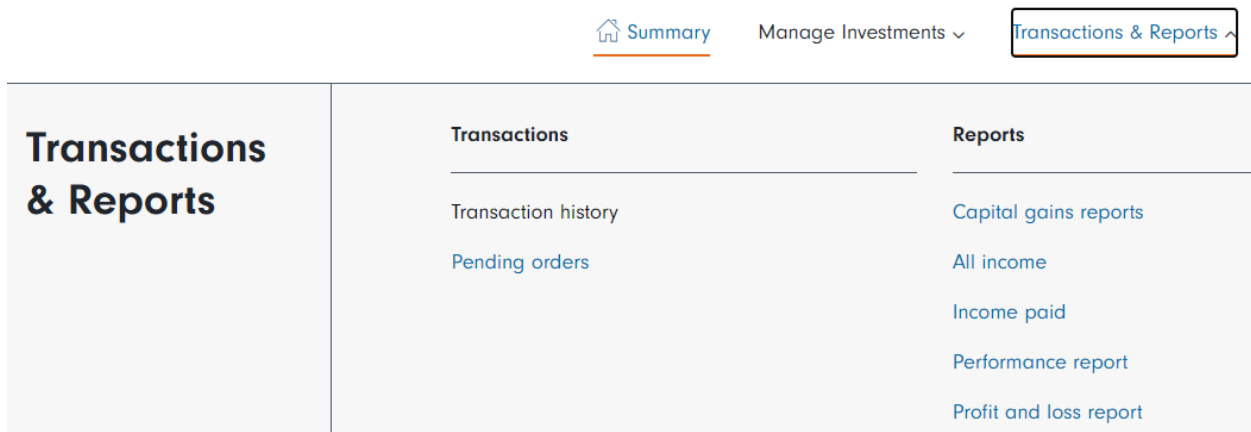 Summary
Manage Investments
Transactions & Reports
Transactions
& Reports
Transactions
Transaction history
Pending orders
Reports
Capital gains reports
All income
Income paid
Performance report
Profit and loss report